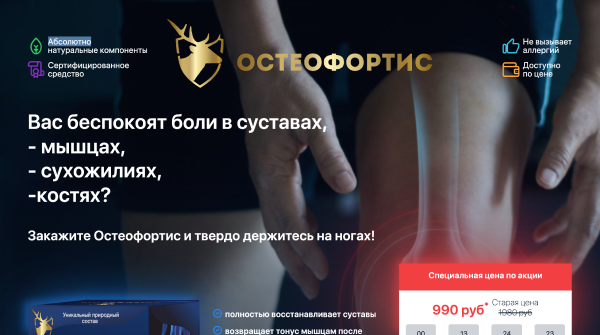 Абсолютно
натуральные компоненты
Сертифицированное
средство
ОСТЕОФОРТИС
Не вызывает
аллергий
Доступно
по цене
Вас беспокоят боли в суставах,
- мышцах,
- сухожилиях,
-костях?
Закажите Остеофортис и твердо держитесь на ногах!
Специальная цена по акции
990 руб*
Старая цена
1980 руб
00 13 24 23
Уникальный природный
состав
полностью восстанавливает суставы
возвращает тонус мышцам после